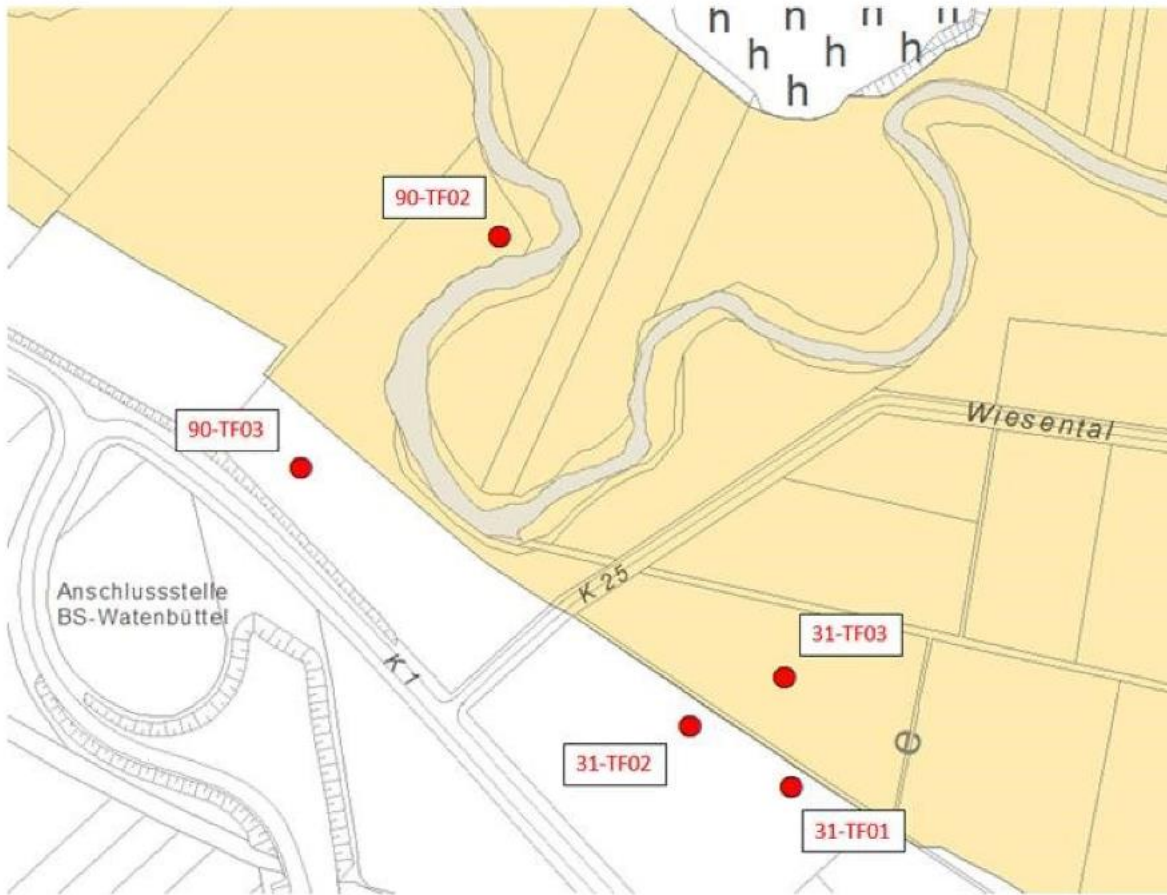 n n n n
h h h
h
90-TF02
90-TF03
Wiesental
Anschlussstelle
BS-Watenbüttel
K 25
K 1
31-TF03
31-TF02
31-TF01
e